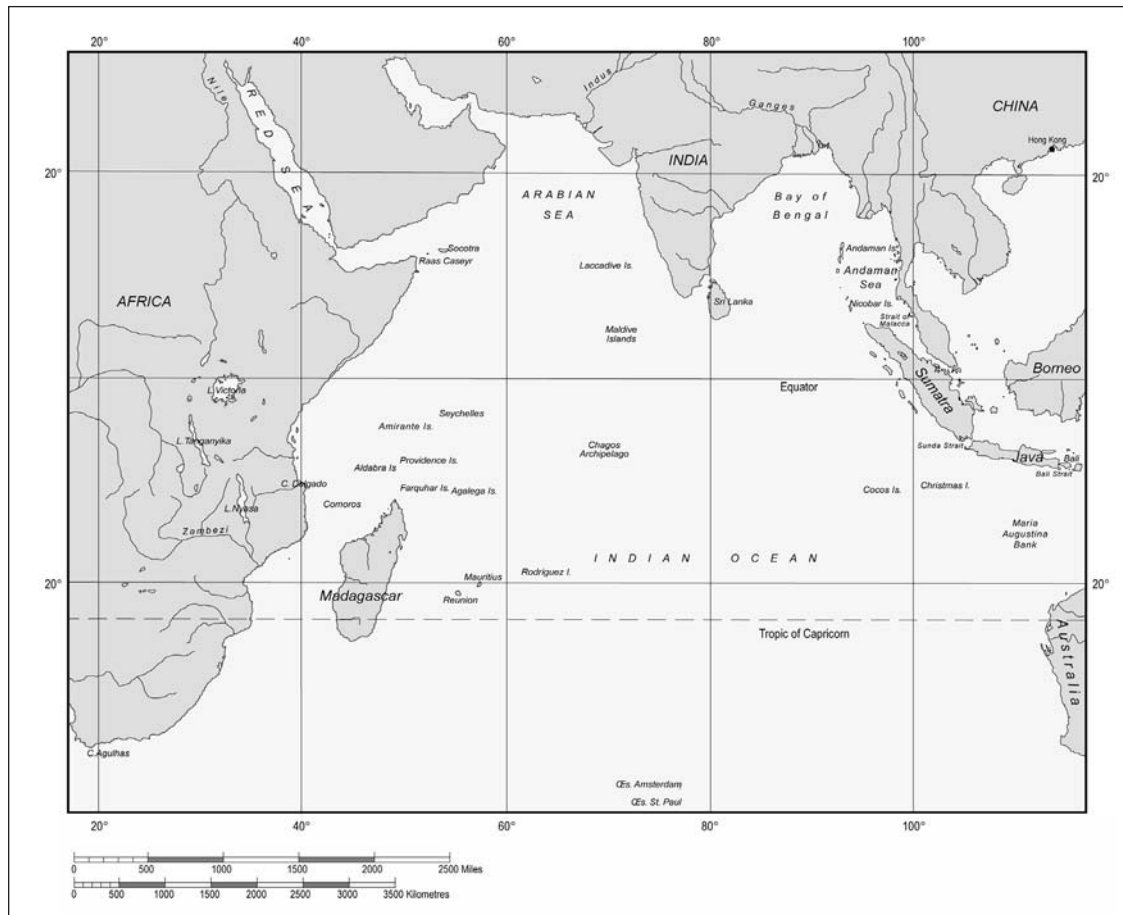 20°
40°
60°
80°
100°
Nile
RED SEA
Indus
Ganges
CHINA
Hong Kong
INDIA
20°
20°
ARABIAN
SEA
Bay of
Bengal
Socotra
Raas Caseyr
Laccadive Is.
Andaman Is.
Andaman
Sea
AFRICA
Sri Lanka
Nicobar Is.
Strait of
Malacca
Maldive
Islands
L.Victoria
Equator
Sumatra
Borneo
Seychelles
Amirante Is.
L.Tanganyika
Chagos
Archipelago
Sunda Strait
Java
Bali
Bali Strait
Providence Is.
Aldabra Is
C. Delgado
Farquhar Is.
Agalega Is.
Cocos Is.
Christmas I.
L.Nyasa
Comoros
Zambezi
Maria
Augustina
Bank
INDIAN OCEAN
Rodriguez I.
Mauritius
20°
20°
Madagascar
Reunion
Tropic of Capricorn
Australia
C.Agulhas
Œs. Amsterdam
Œs. St. Paul
20°
40°
60°
80°
100°
0 500 1000 1500 2000 2500 Miles
0 500 1000 1500 2000 2500 3000 3500 Kilometres